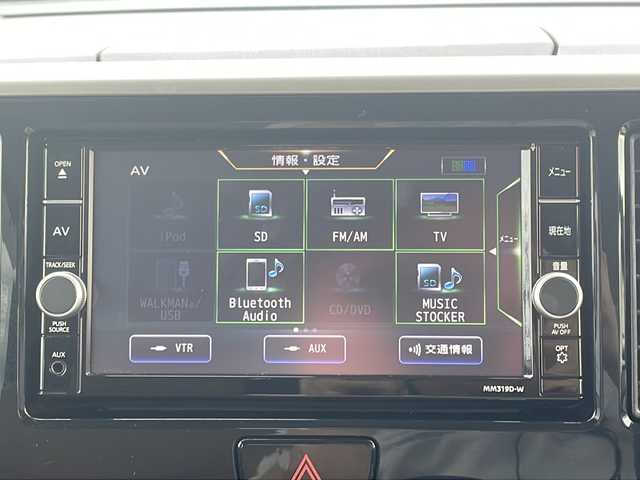 情報・設定
OPEN
AV
メニュー
iPod
SD
FM/AM
TV
AV
現在地
メニュー
TRACK/SEEK
音量
WALKMAN®/
USB
Bluetooth
Audio
CD/DVD
MUSIC
STOCKER
PUSH
SOURCE
PUSH
AV OFF
VTR
AUX
交通情報
AUX
OPT
MM319D-W